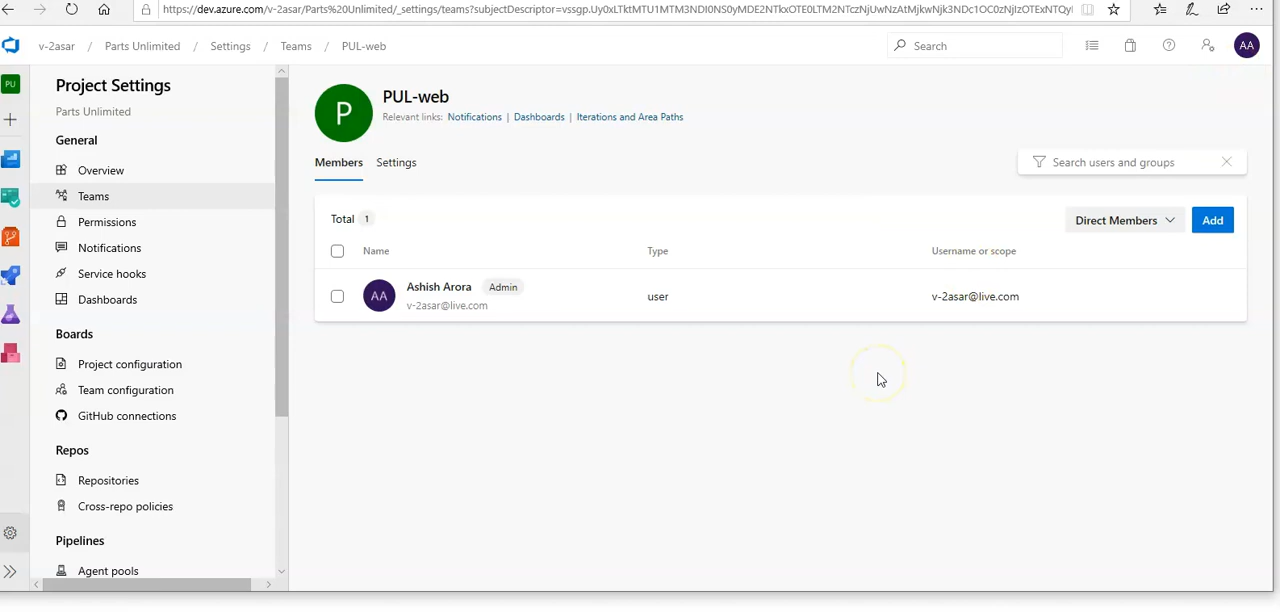 https://dev.azure.com/v-2asar/Parts%20Unlimited/_settings/teams?subjectDescriptor=
v-2asar / Parts Unlimited / Settings / Teams / PUL-web
Search
AA
PU
Project Settings
Parts Unlimited
General
Overview
Teams
Permissions
Notifications
Service hooks
Dashboards
Boards
Project configuration
Team configuration
GitHub connections
Repos
Repositories
Cross-repo policies
Pipelines
Agent pools
P
PUL-web
Relevant links: Notifications | Dashboards | Iterations and Area Paths
Members Settings
Search users and groups
Total 1
Direct Members
Add
Name Type Username or scope
AA
Ashish Arora Admin
v-2asar@live.com
user
v-2asar@live.com